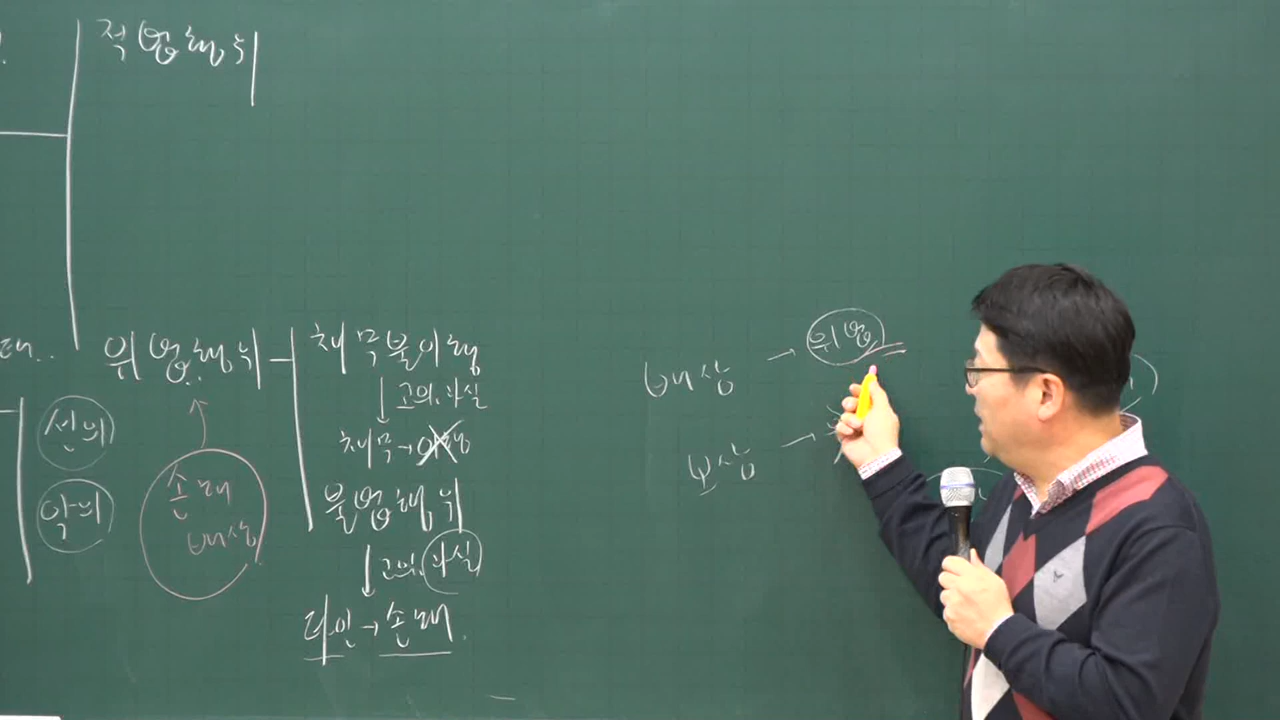 적법행위
위법행위
채무불이행
고의, 과실
채무→이행
불법행위
고의, 과실
타인→손해
선의
악의
손해
배상
배상 → 위법
보상 →